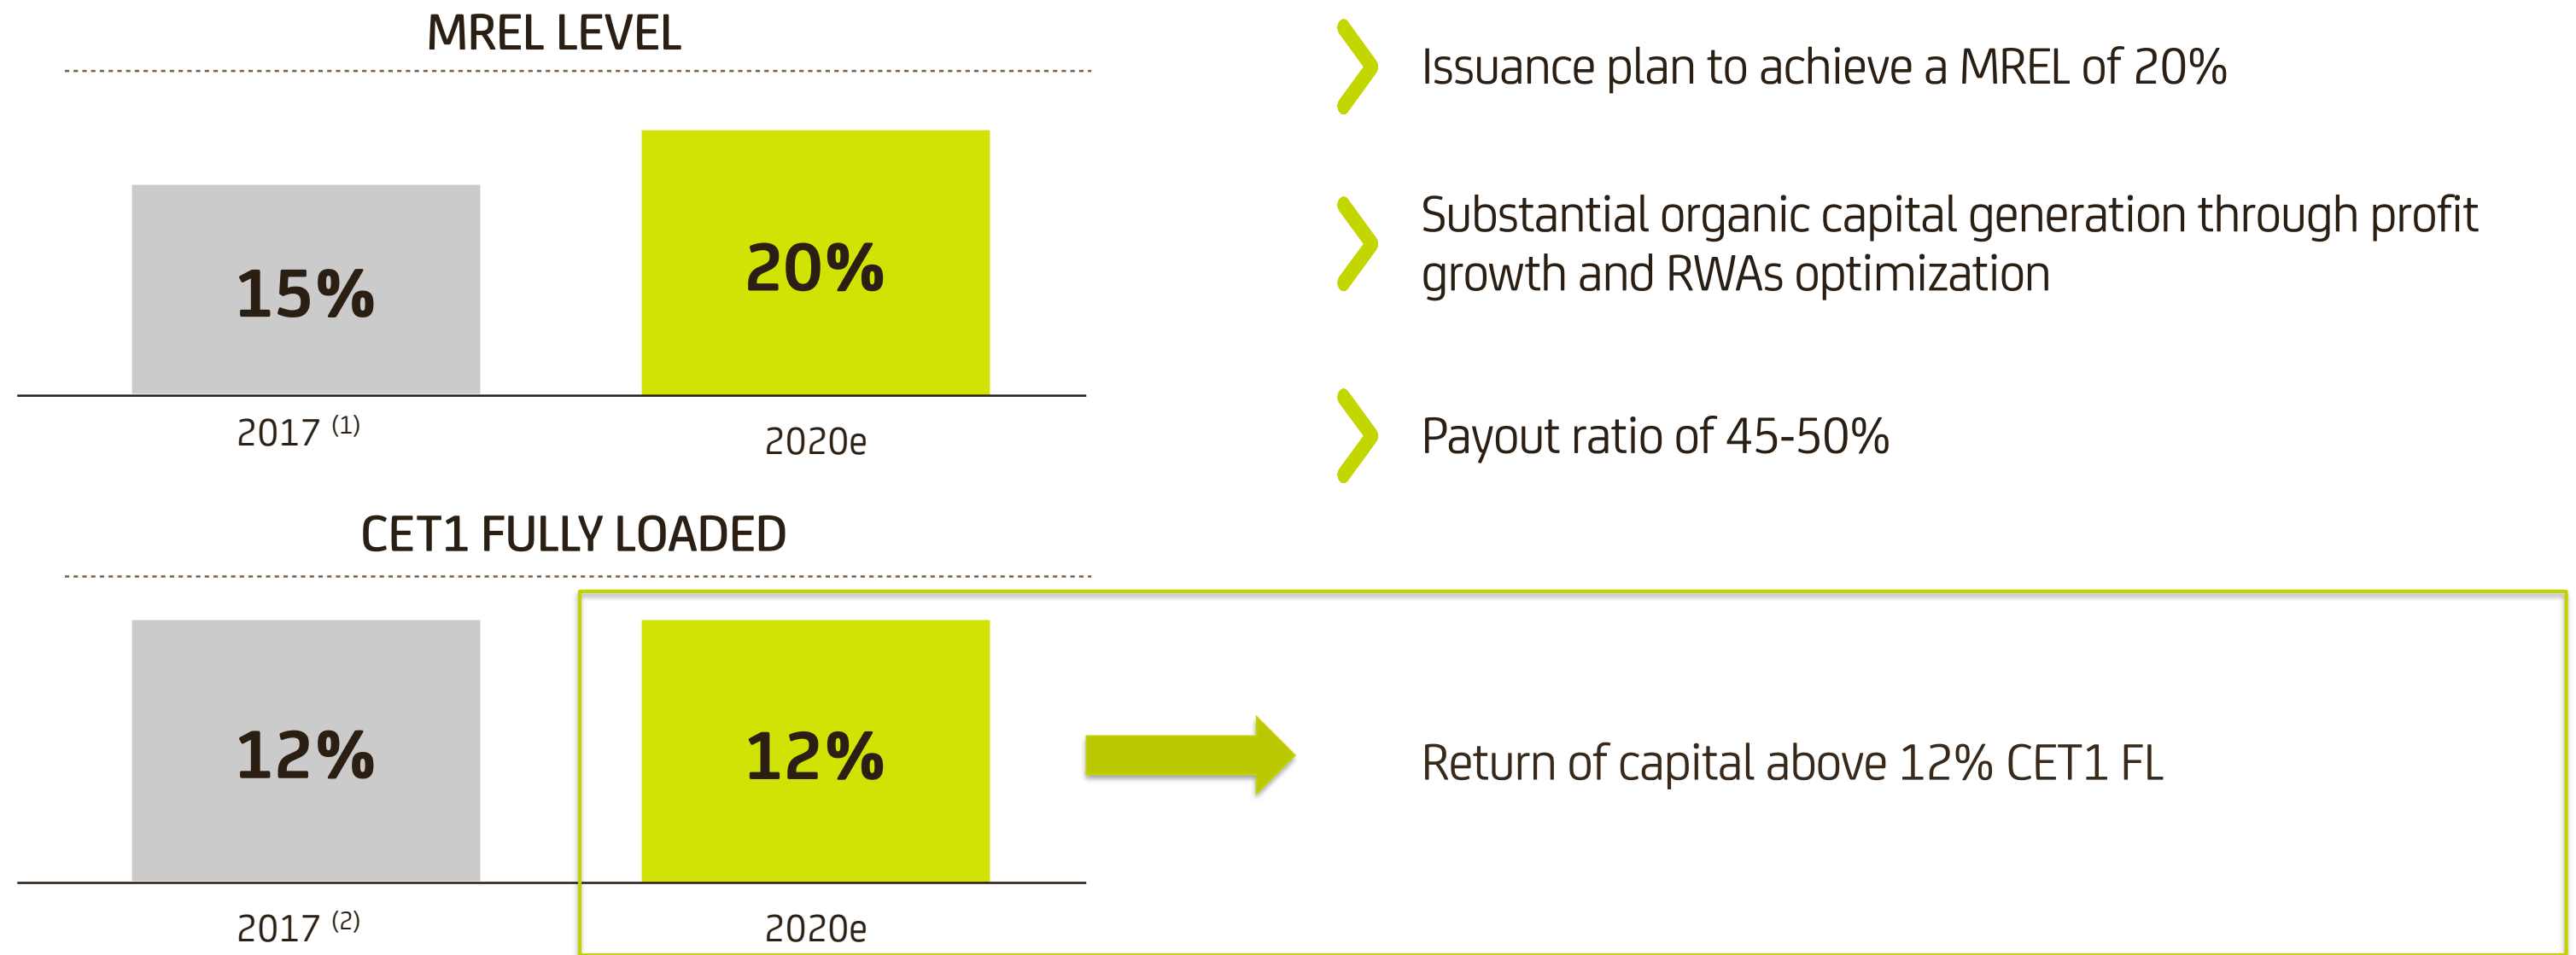 MREL LEVEL
15%
20%
2017 (1)
2020e
Issuance plan to achieve a MREL of 20%
Substantial organic capital generation through profit
growth and RWAs optimization
Payout ratio of 45-50%
CET1 FULLY LOADED
12%
12%
2017 (2)
2020e
Return of capital above 12% CET1 FL